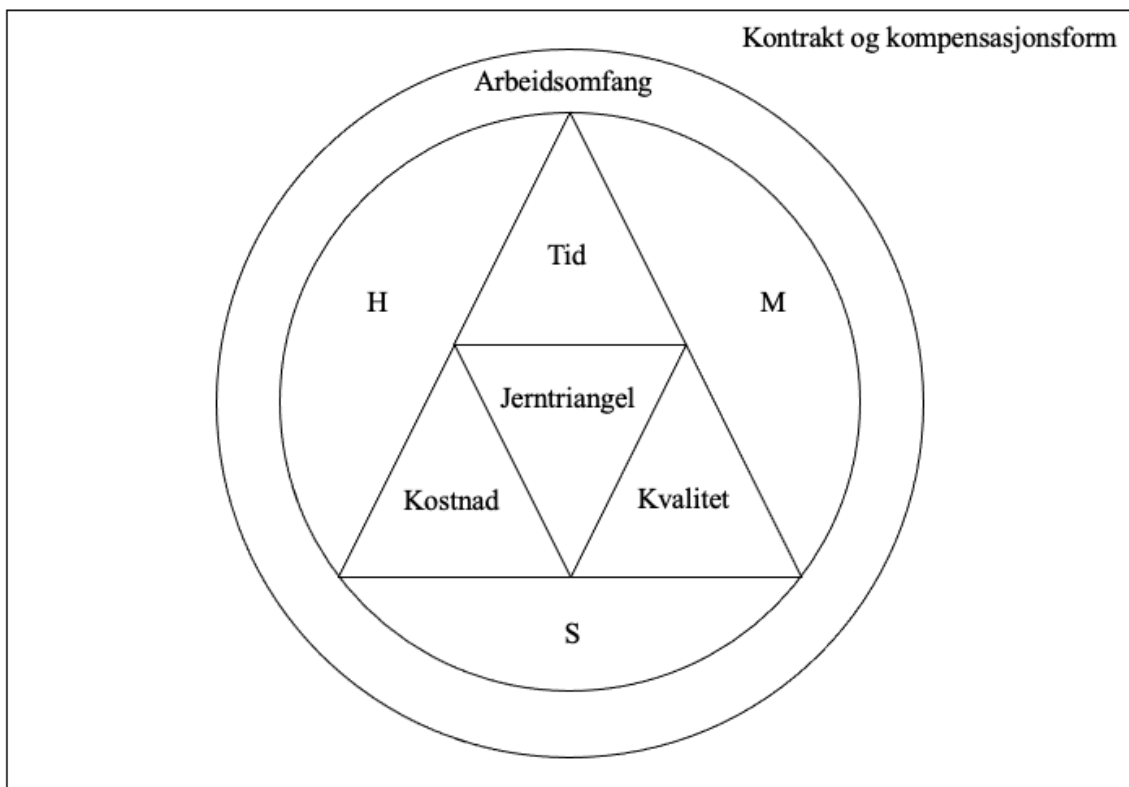 Kontrakt og kompensasjonsform
Arbeidsomfang
Tid
H
M
Jerntriangel
Kostnad
Kvalitet
S